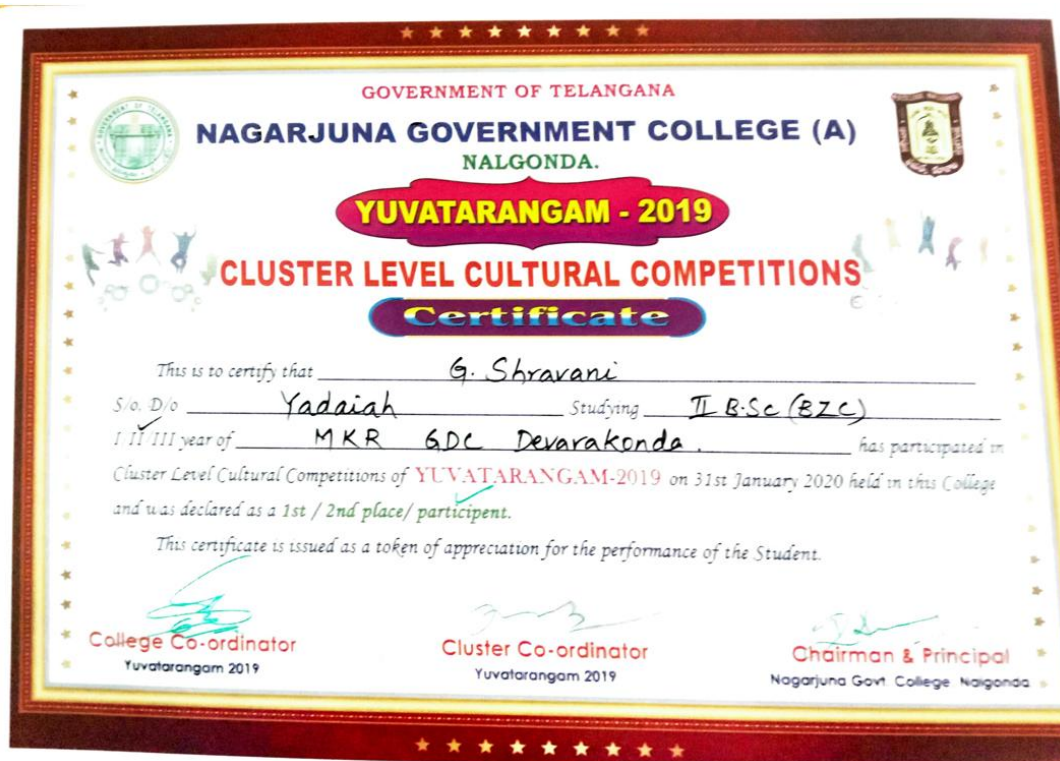 GOVERNMENT OF TELANGANA
NAGARJUNA GOVERNMENT COLLEGE (A)
NALGONDA.
YUVATARANGAM - 2019
CLUSTER LEVEL CULTURAL COMPETITIONS
Certificate
This is to certify that G. Shravani
S/o. D/o Yadaiah Studying II B.Sc (BZC)
I/II/III year of MKR GDC Devarakonda. has participated in
Cluster Level Cultural Competitions of YUVATARANGAM-2019 on 31st January 2020 held in this College
and was declared as a 1st / 2nd place/ participent.
This certificate is issued as a token of appreciation for the performance of the Student.
College Co-ordinator
Yuvatarangam 2019
Cluster Co-ordinator
Yuvatarangam 2019
Chairman & Principal
Nagarjuna Govt. College Nalgonda